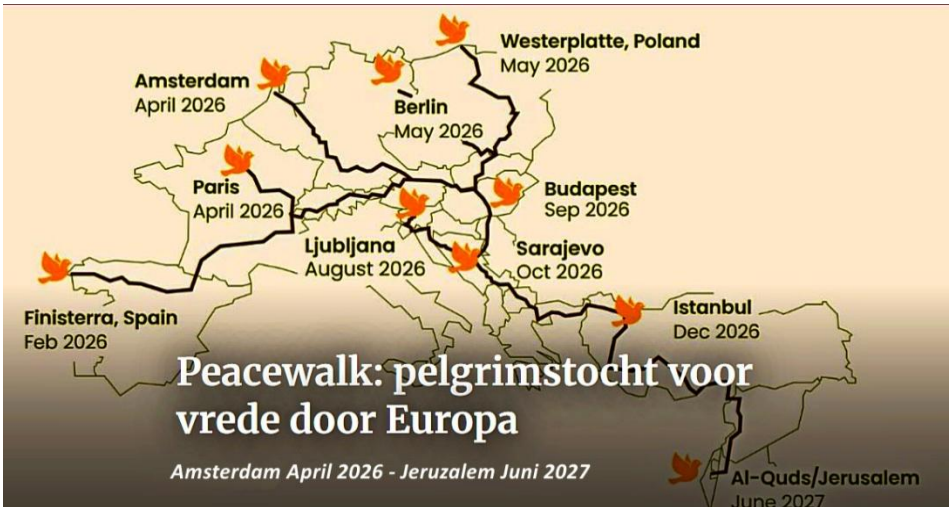 Westerplatte, Poland
May 2026
Amsterdam
April 2026
Berlin
May 2026
Paris
April 2026
Budapest
Sep 2026
Ljubljana
August 2026
Sarajevo
Oct 2026
Finisterra, Spain
Feb 2026
Istanbul
Dec 2026
Peacewalk: pelgrimstocht voor
vrede door Europa
Amsterdam April 2026 - Jeruzalem Juni 2027
Al-Quds/Jerusalem
June 2027